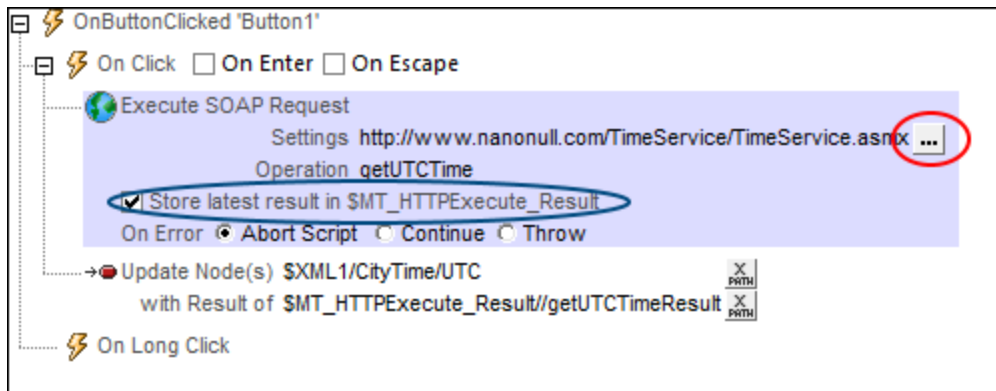 OnButtonClicked 'Button1'
On Click On Enter On Escape
Execute SOAP Request
Settings http://www.nanonull.com/TimeService/TimeService.asmx ...
Operation getUTCTime
Store latest result in $MT_HTTPExecute_Result
On Error Abort Script Continue Throw
Update Node(s) $XML1/CityTime/UTC X PATH
with Result of $MT_HTTPExecute_Result//getUTCTimeResult X PATH
On Long Click